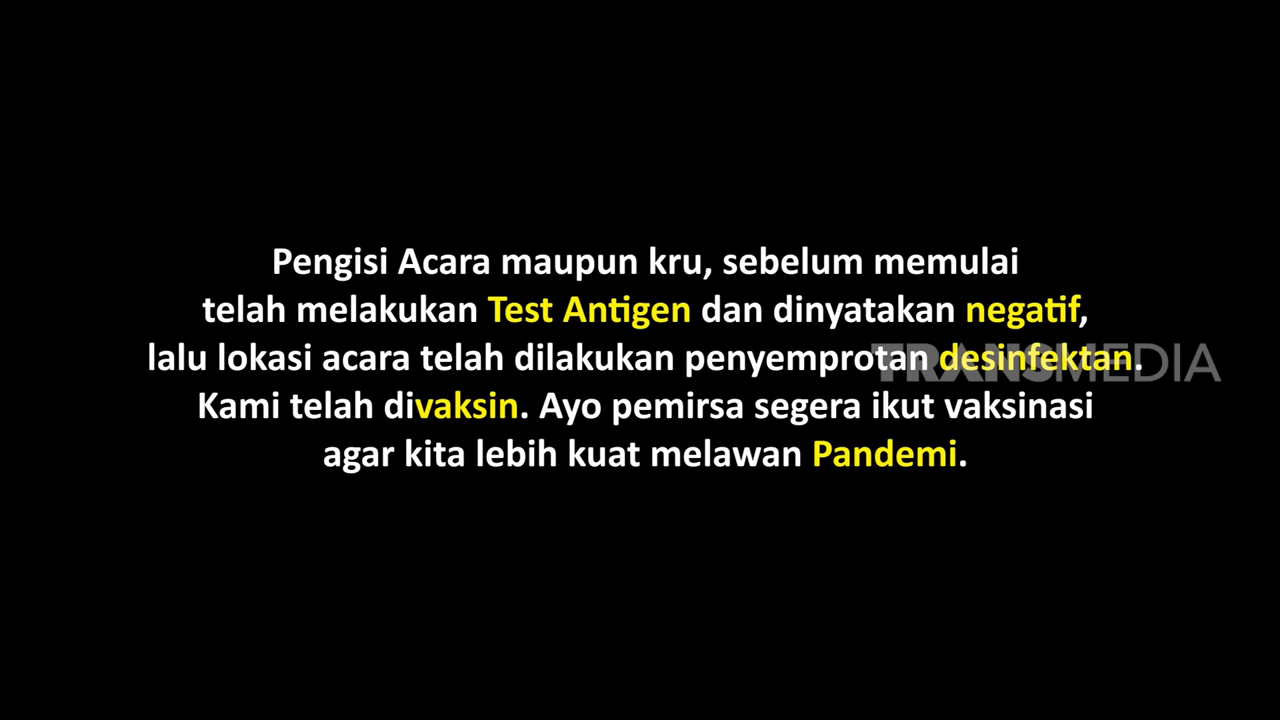 Pengisi Acara maupun kru, sebelum memulai
telah melakukan Test Antigen dan dinyatakan negatif,
lalu lokasi acara telah dilakukan penyemprotan desinfektan.
TRANSMEDIA
Kami telah divaksin. Ayo pemirsa segera ikut vaksinasi
agar kita lebih kuat melawan Pandemi.